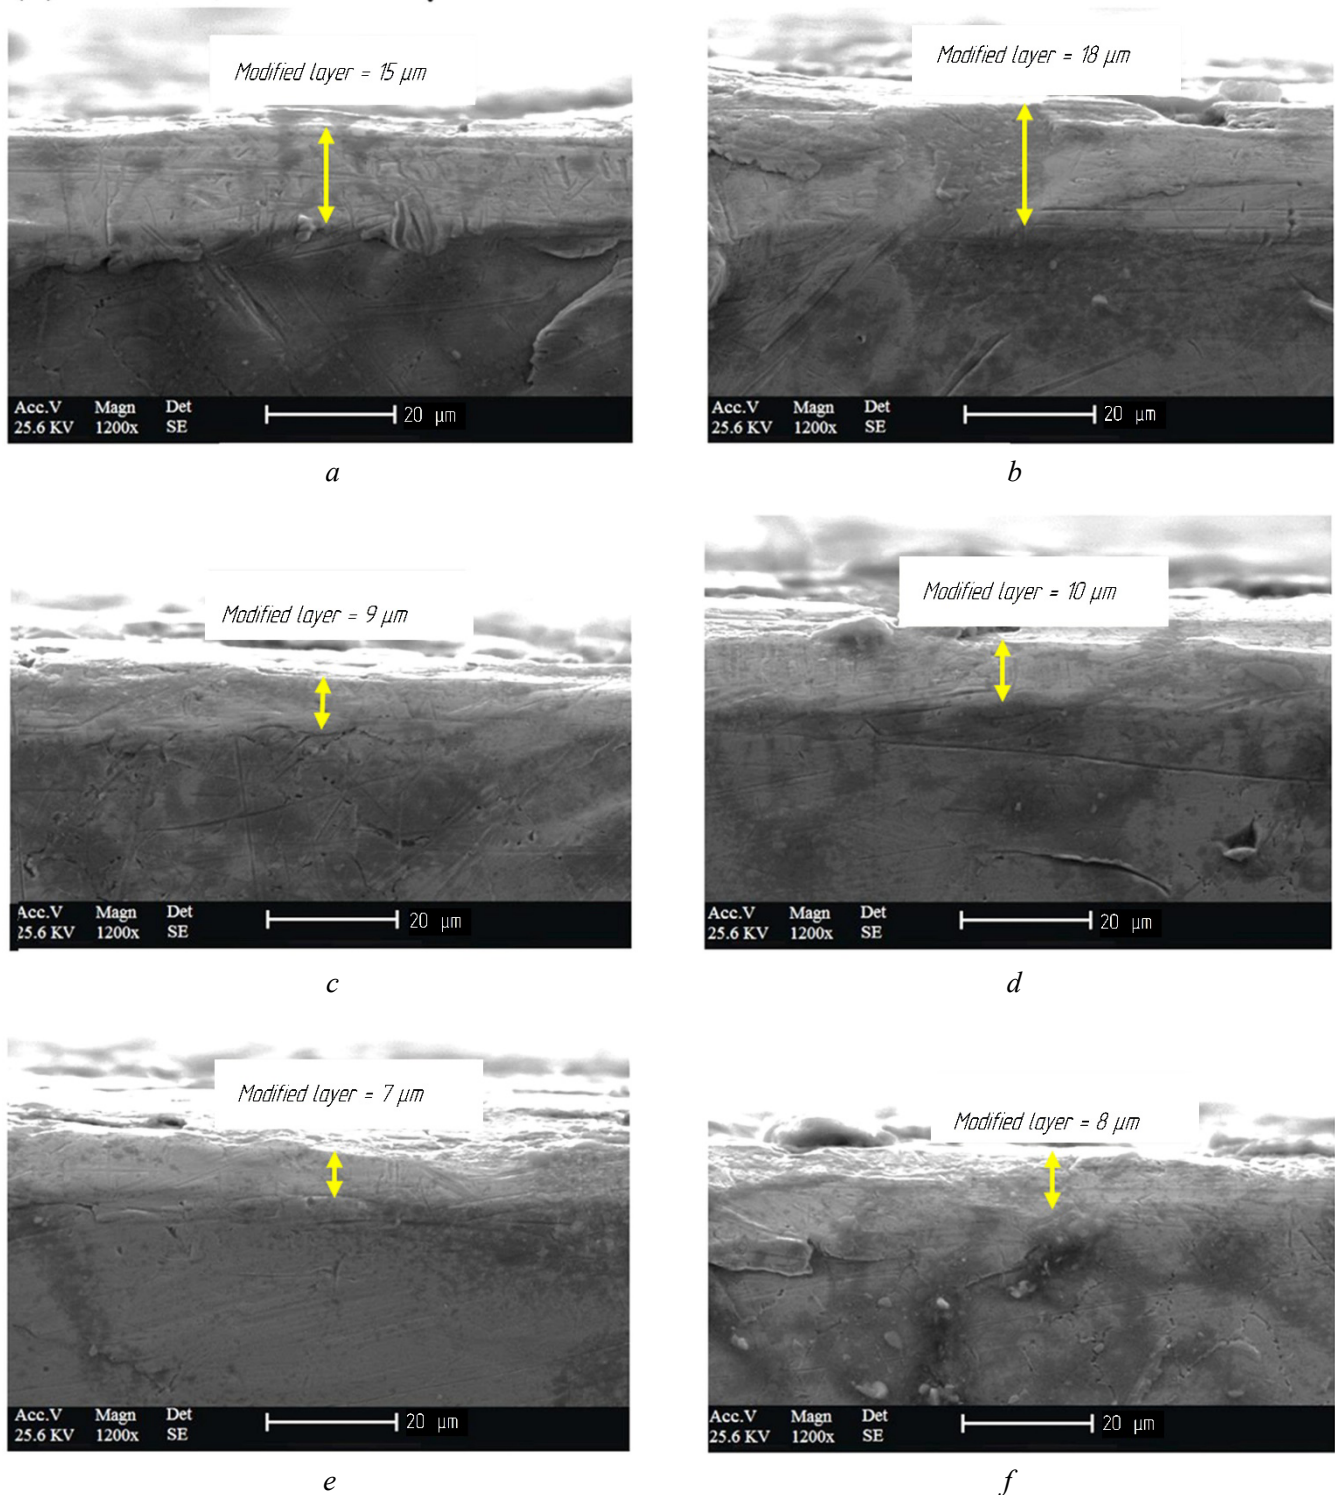 Modified layer = 15 µm
Acc.V Magn Det
25.6 KV 1200x SE
20 µm
a
Modified layer = 18 µm
Acc.V Magn Det
25.6 KV 1200x SE
20 µm
b
Modified layer = 9 µm
Acc.V Magn Det
25.6 KV 1200x SE
20 µm
c
Modified layer = 10 µm
Acc.V Magn Det
25.6 KV 1200x SE
20 µm
d
Modified layer = 7 µm
Acc.V Magn Det
25.6 KV 1200x SE
20 µm
e
Modified layer = 8 µm
Acc.V Magn Det
25.6 KV 1200x SE
20 µm
f